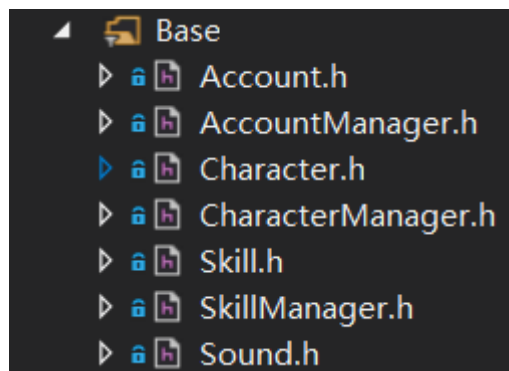 Base
Account.h
AccountManager.h
Character.h
CharacterManager.h
Skill.h
SkillManager.h
Sound.h